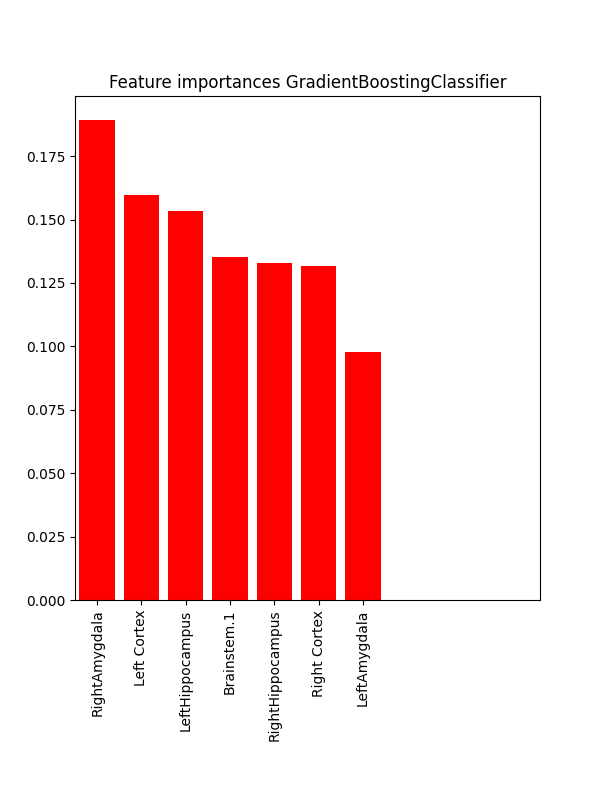 Feature importances GradientBoostingClassifier
0.175
0.150
0.125
0.100
0.075
0.050
0.025
0.000
RightAmygdala
Left Cortex
LeftHippocampus
Brainstem.1
RightHippocampus
Right Cortex
LeftAmygdala